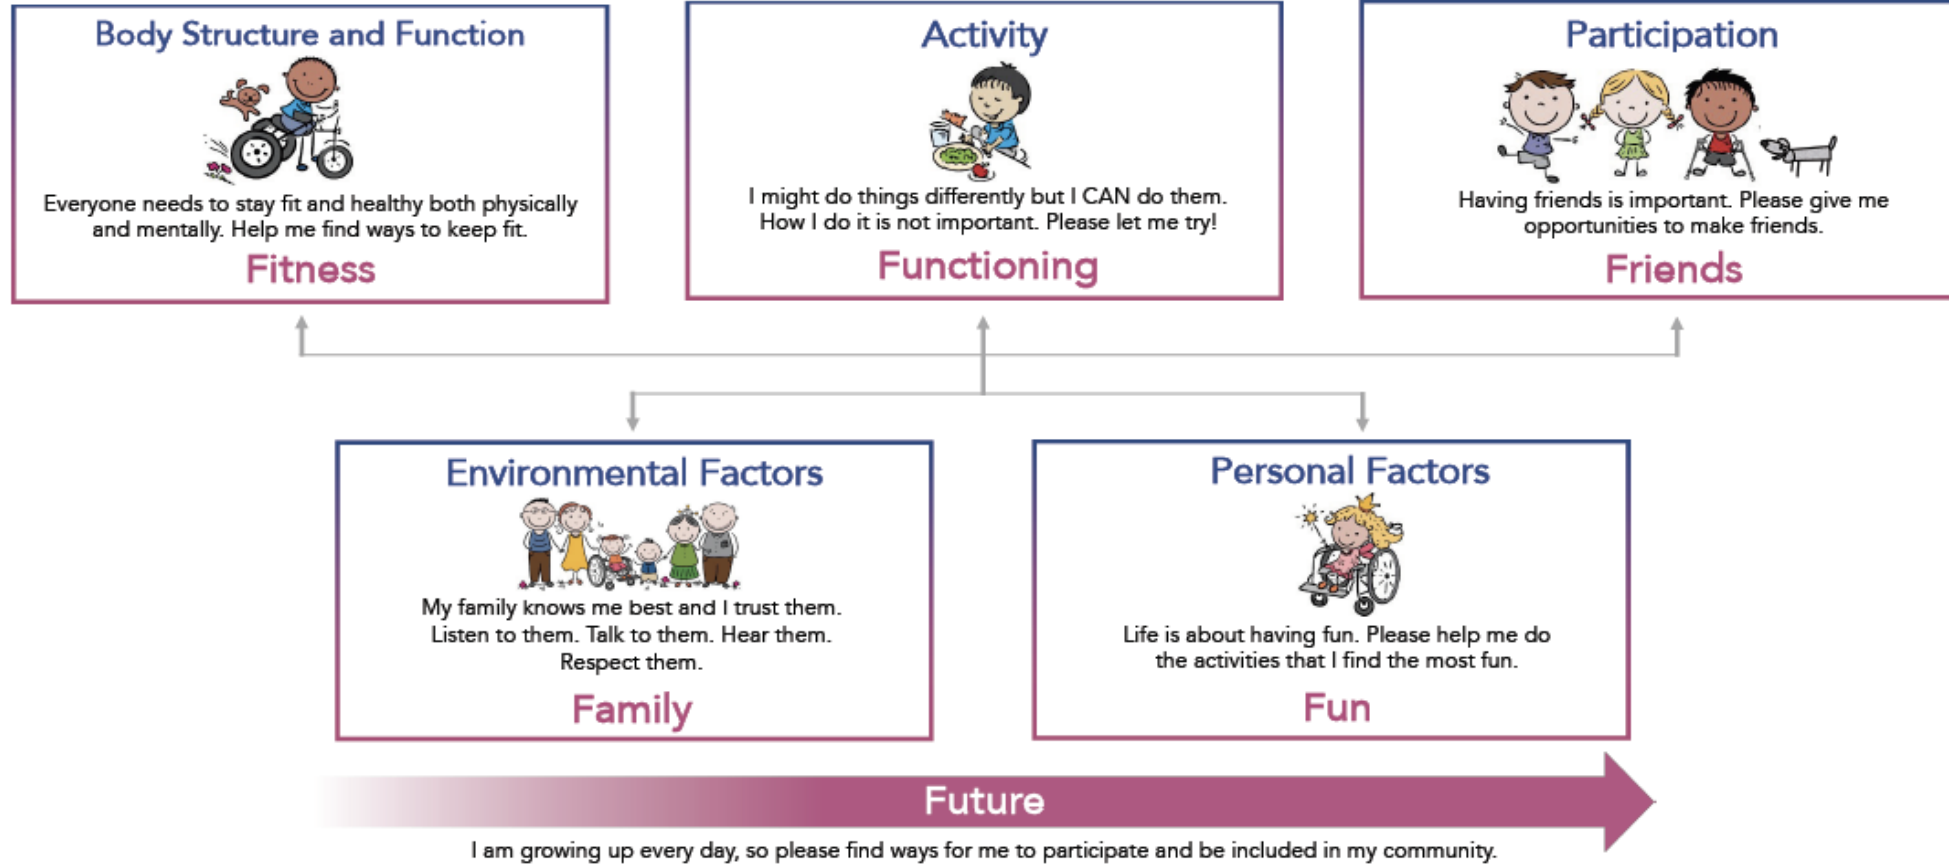 Body Structure and Function
Everyone needs to stay fit and healthy both physically
and mentally. Help me find ways to keep fit.
Fitness
Activity
I might do things differently but I CAN do them.
How I do it is not important. Please let me try!
Functioning
Participation
Having friends is important. Please give me
opportunities to make friends.
Friends
Environmental Factors
My family knows me best and I trust them.
Listen to them. Talk to them. Hear them.
Respect them.
Family
Personal Factors
Life is about having fun. Please help me do
the activities that I find the most fun.
Fun
Future
I am growing up every day, so please find ways for me to participate and be included in my community.